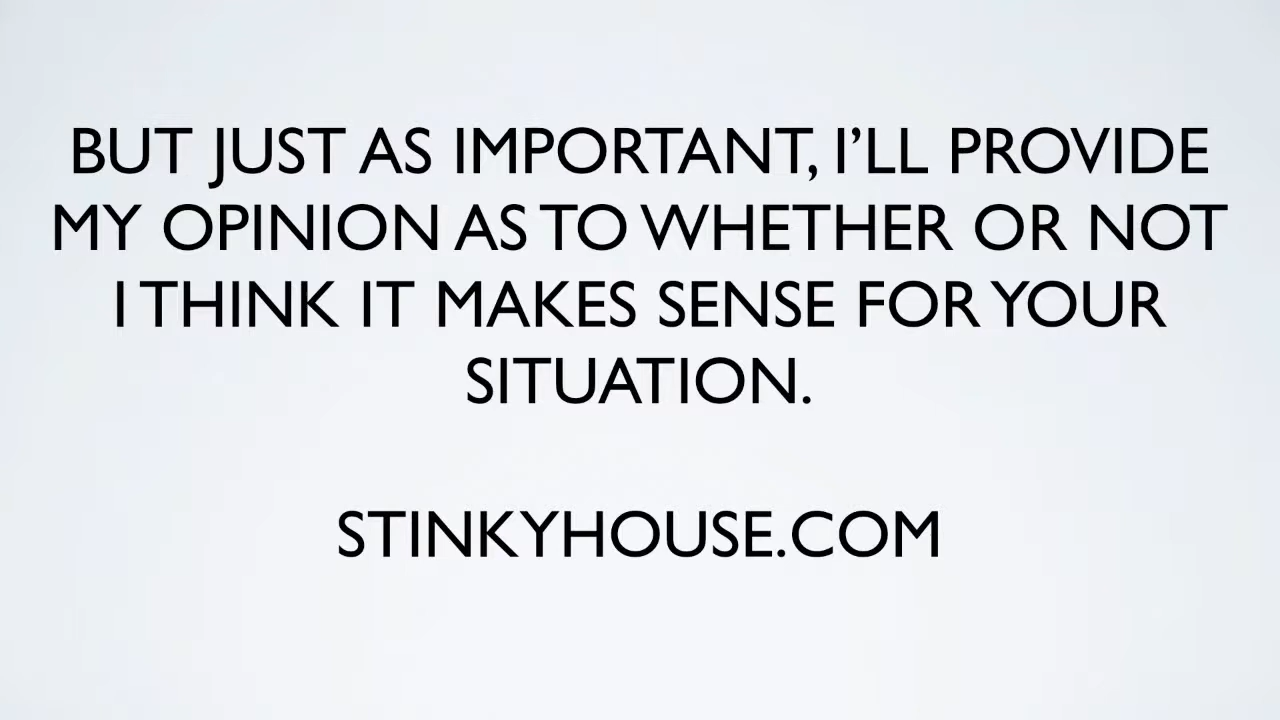 BUT JUST AS IMPORTANT, I’LL PROVIDE
MY OPINION AS TO WHETHER OR NOT
I THINK IT MAKES SENSE FOR YOUR
SITUATION.
STINKYHOUSE.COM